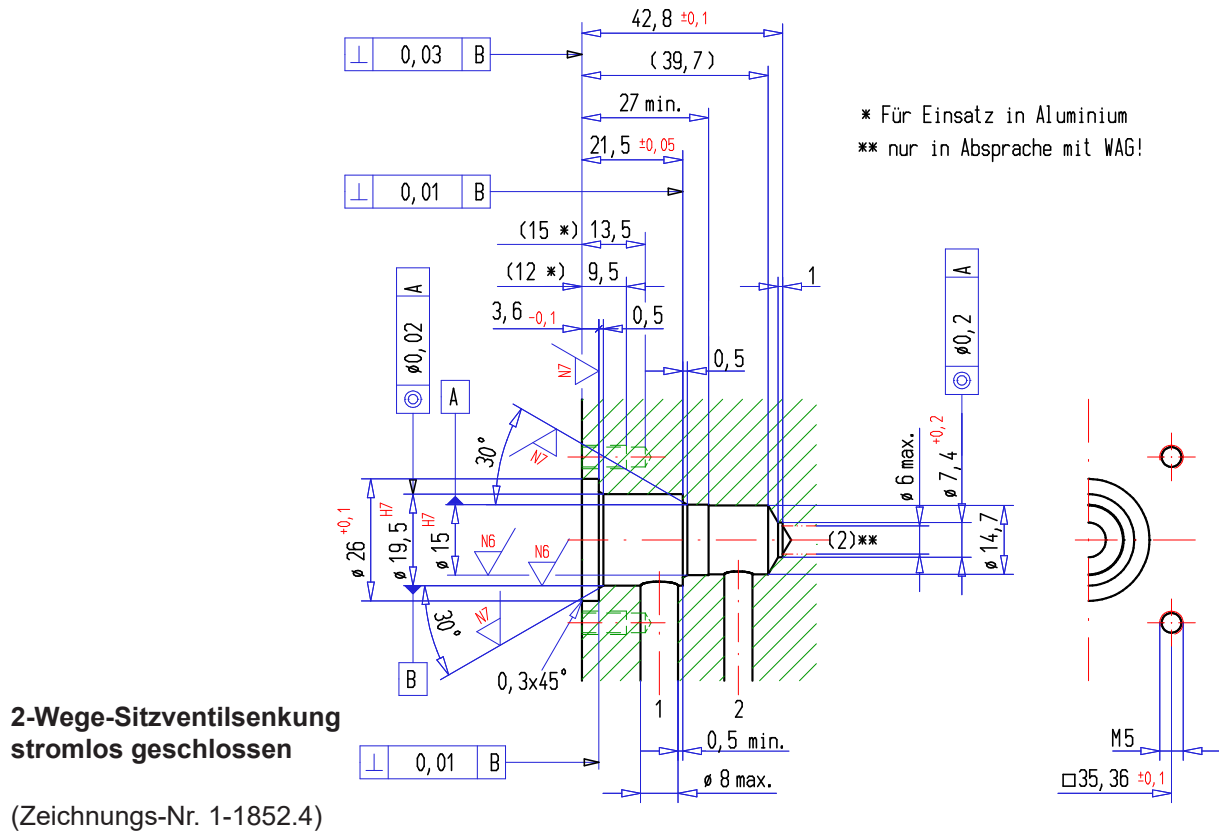 42,8 ±0,1
⊥ 0,03 B
(39,7)
27 min.
* Für Einsatz in Aluminium
21,5 ±0,05
** nur in Absprache mit WAG!
⊥ 0,01 B
(15 *) 13,5
(12 *) 9,5
1
3,6 -0,1
0,5
0,5
N7
◎ ø0,02 A
A
◎ ø0,2 A
30°
N7
ø 26 +0,1
ø 19,5 H7
ø 15 H7
N6
N6
ø 6 max.
ø 7,4 +0,2
ø 14,7
(2)**
30°
N7
B
0,3x45°
1
2
2-Wege-Sitzventilsenkung
stromlos geschlossen
0,5 min.
M5
⊥ 0,01 B
ø 8 max.
□35,36 ±0,1
(Zeichnungs-Nr. 1-1852.4)